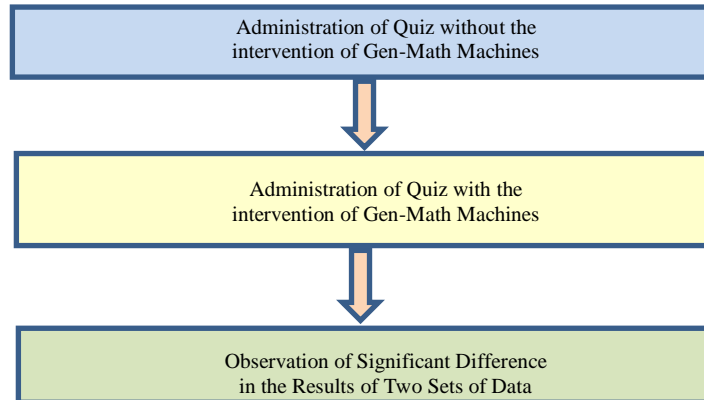 Administration of Quiz without the
intervention of Gen-Math Machines
Administration of Quiz with the
intervention of Gen-Math Machines
Observation of Significant Difference
in the Results of Two Sets of Data